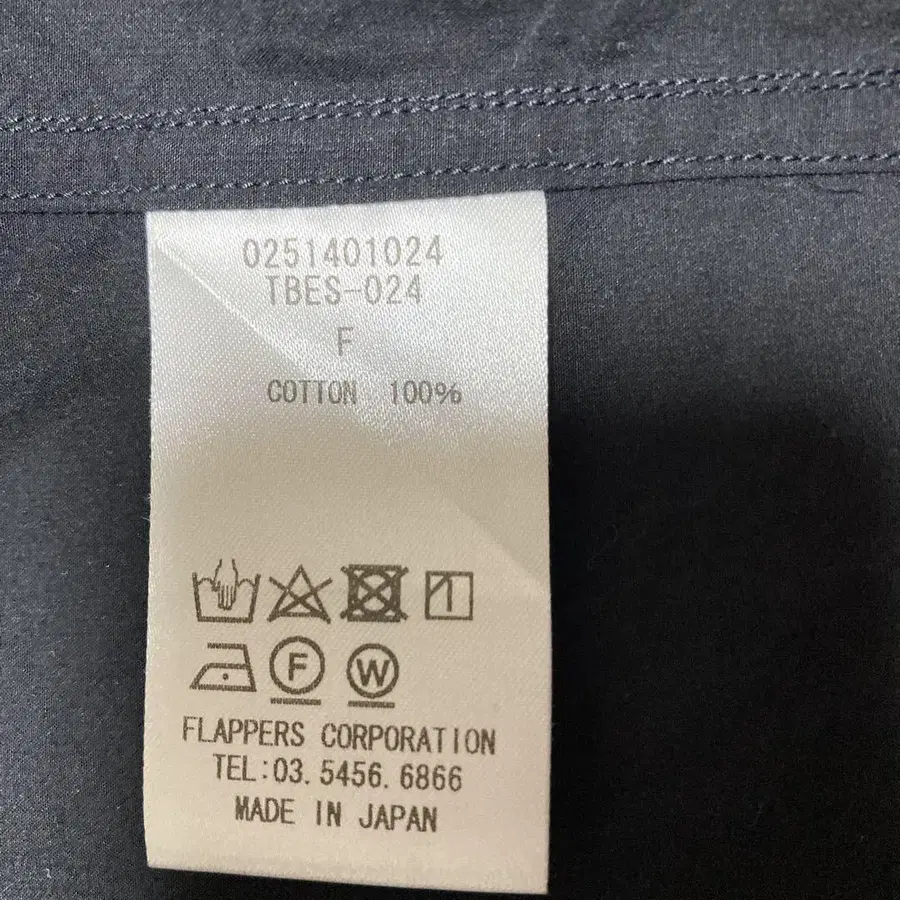 0251401024
TBES-024
F
COTTON 100%
F W
FLAPPERS CORPORATION
TEL:03.5456.6866
MADE IN JAPAN